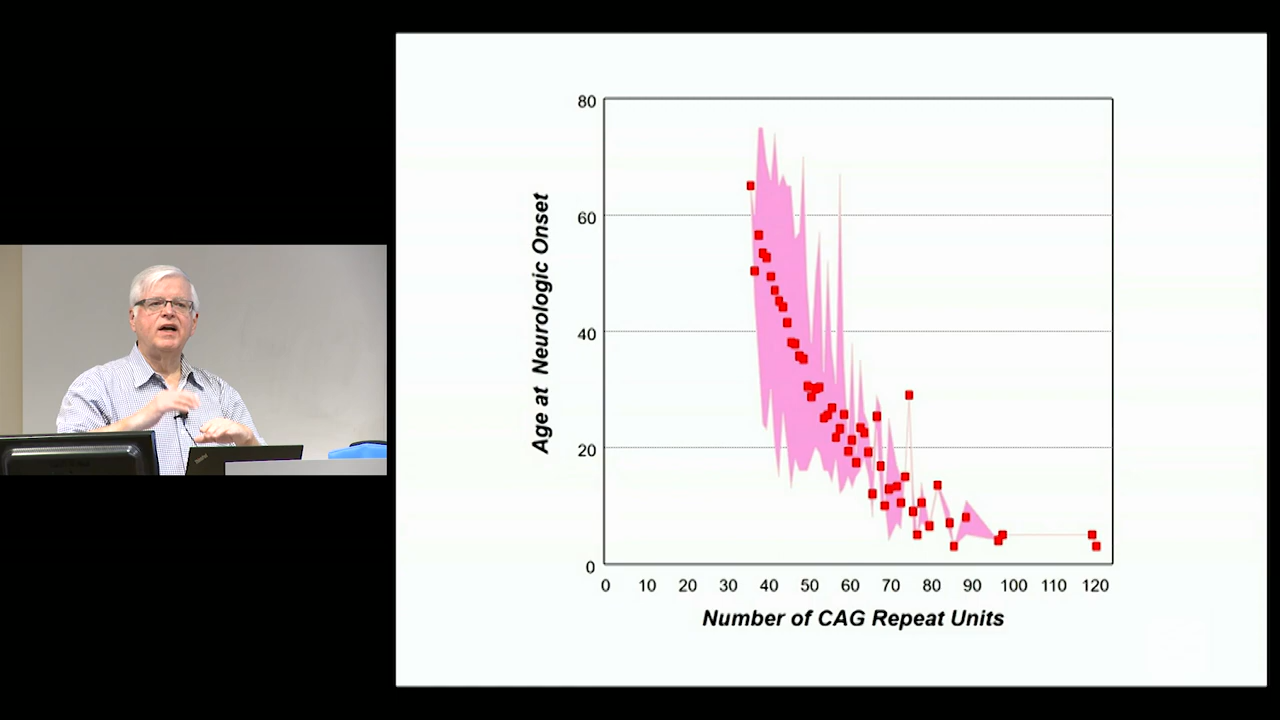 80
60
40
20
0
Age at Neurologic Onset
0 10 20 30 40 50 60 70 80 90 100 110 120
Number of CAG Repeat Units